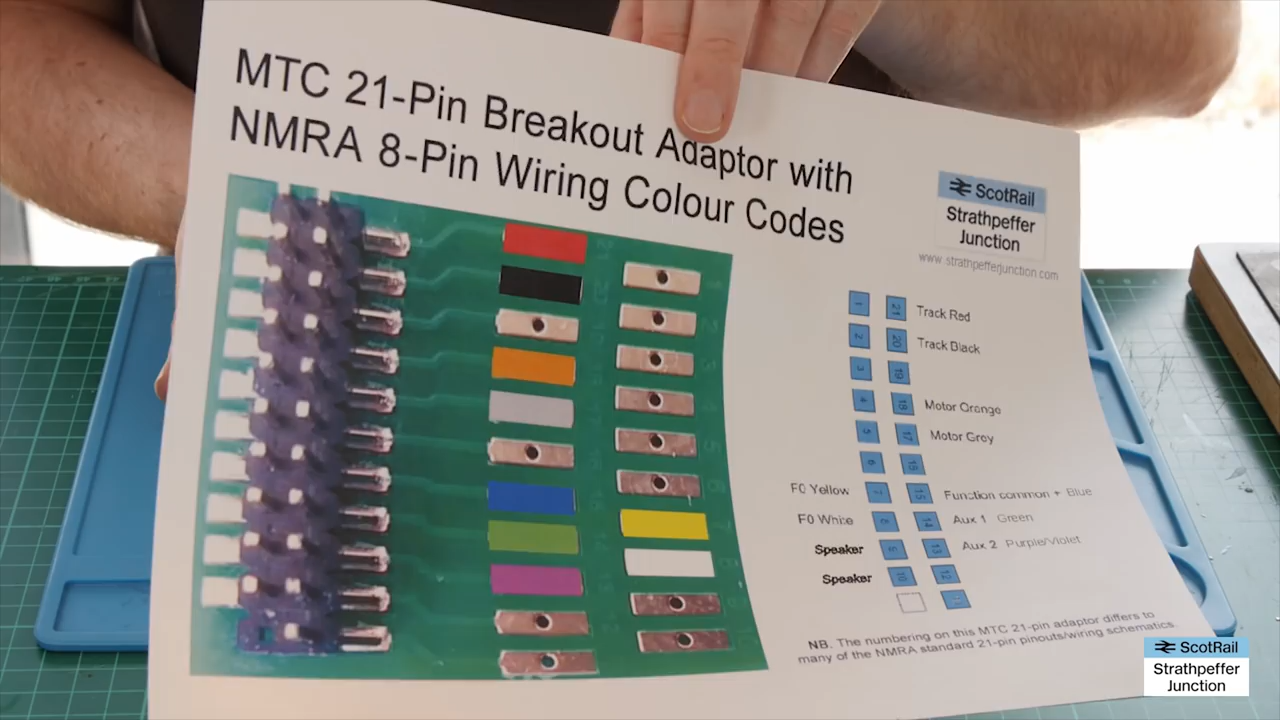 MTC 21-Pin Breakout Adaptor with
NMRA 8-Pin Wiring Colour Codes
ScotRail
Strathpeffer
Junction
www.strathpefferjunction.com
1 21 Track Red
2 20 Track Black
3 19
4 18 Motor Orange
5 17 Motor Grey
6 16
F0 Yellow 7 15 Function common + Blue
F0 White 8 14 Aux 1 Green
Speaker 9 13 Aux 2 Purple/Violet
Speaker 10 12
11
NB. The numbering on this MTC 21-pin adaptor differs to
many of the NMRA standard 21-pin pinouts/wiring schematics.
ScotRail
Strathpeffer
Junction